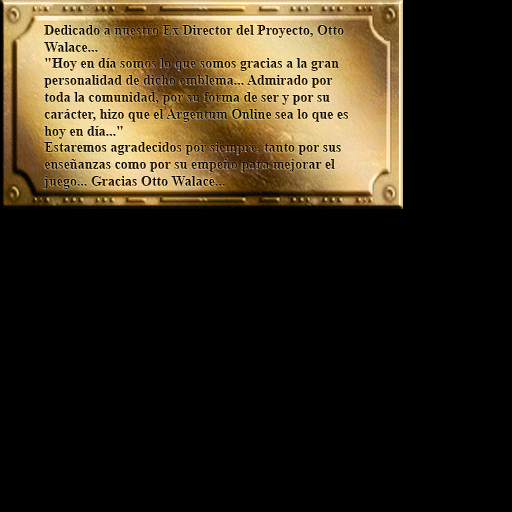 Dedicado a nuestro Ex Director del Proyecto, Otto
Walace...
"Hoy en día somos lo que somos gracias a la gran
personalidad de dicho emblema... Admirado por
toda la comunidad, por su forma de ser y por su
carácter, hizo que el Argentum Online sea lo que es
hoy en día..."
Estaremos agradecidos por siempre, tanto por sus
enseñanzas como por su empeño para mejorar el
juego... Gracias Otto Walace...